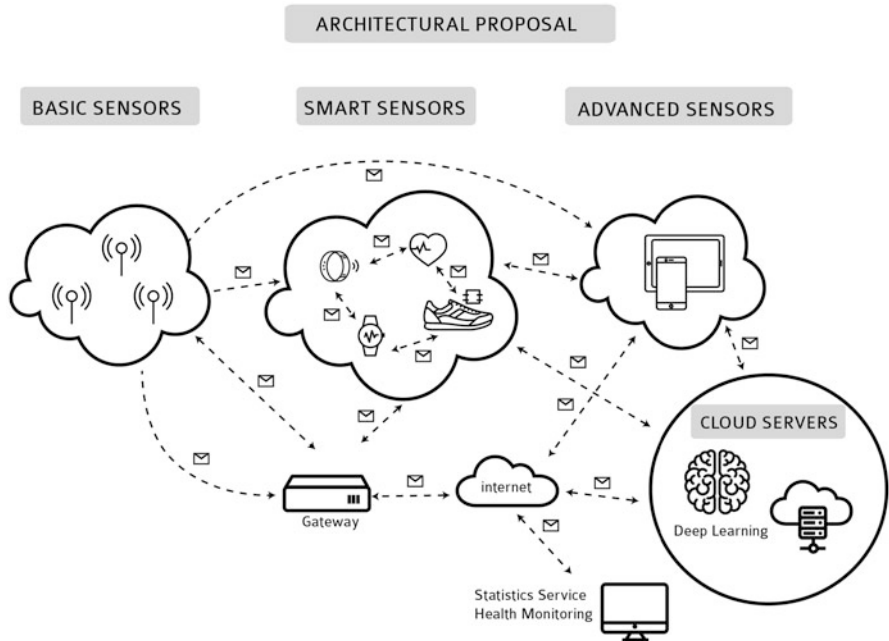 ARCHITECTURAL PROPOSAL
BASIC SENSORS
SMART SENSORS
ADVANCED SENSORS
CLOUD SERVERS
internet
Deep Learning
Gateway
Statistics Service
Health Monitoring